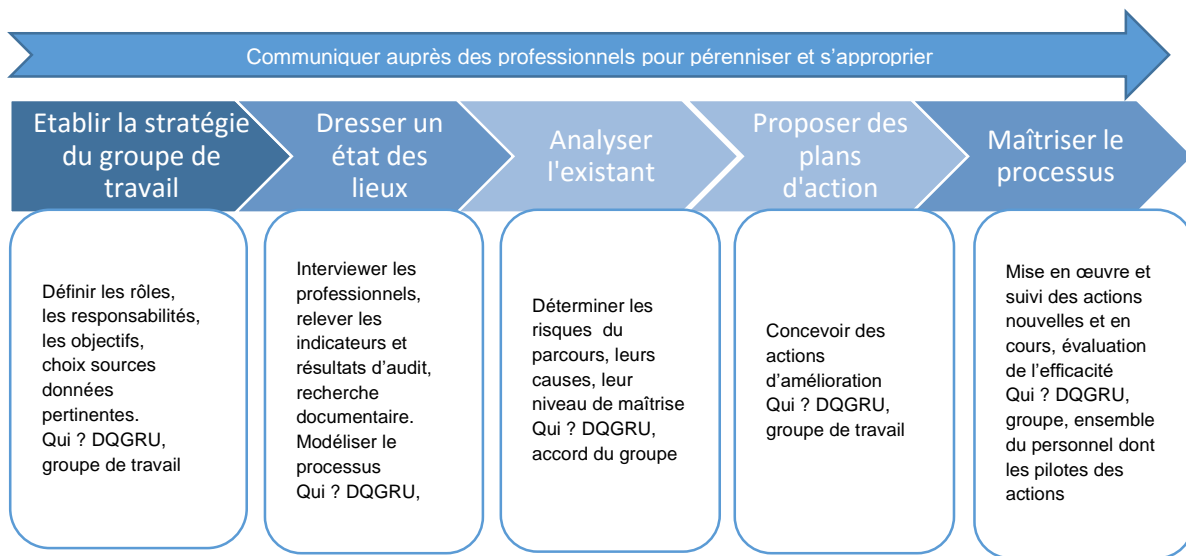 Communiquer auprès des professionnels pour pérenniser et s’approprier
Etablir la stratégie
du groupe de
travail
Dresser un
état des
lieux
Analyser
l'existant
Proposer des
plans
d'action
Maîtriser le
processus
Définir les rôles,
les responsabilités,
les objectifs,
choix sources
données
pertinentes.
Qui ? DQGRU,
groupe de travail
Interviewer les
professionnels,
relever les
indicateurs et
résultats d’audit,
recherche
documentaire.
Modéliser le
processus
Qui ? DQGRU,
Déterminer les
risques du
parcours, leurs
causes, leur
niveau de maîtrise
Qui ? DQGRU,
accord du groupe
Concevoir des
actions
d’amélioration
Qui ? DQGRU,
groupe de travail
Mise en œuvre et
suivi des actions
nouvelles et en
cours, évaluation
de l’efficacité
Qui ? DQGRU,
groupe, ensemble
du personnel dont
les pilotes des
actions